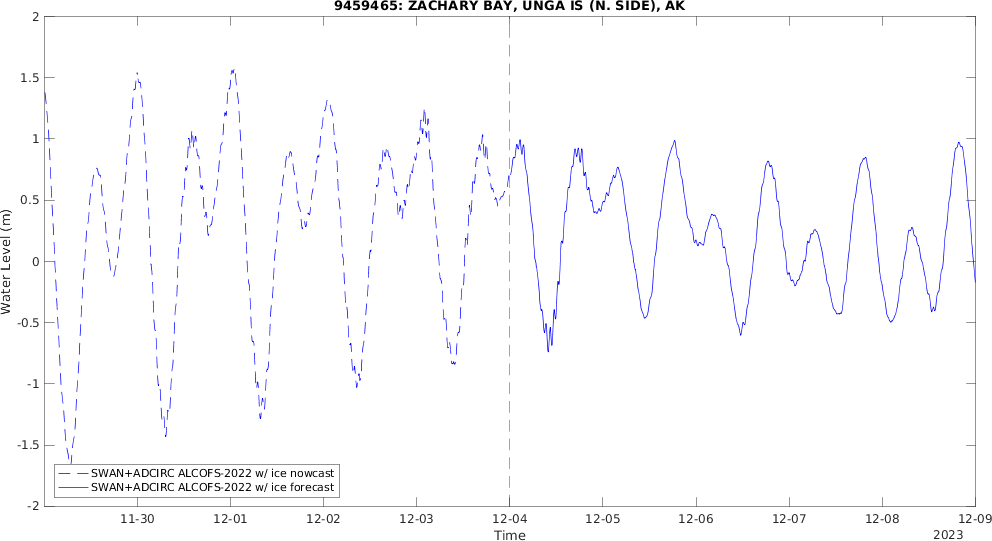 9459465: ZACHARY BAY, UNGA IS (N. SIDE), AK
2
1.5
1
0.5
0
-0.5
-1
-1.5
-2
Water Level (m)
SWAN+ADCIRC ALCOFS-2022 w/ ice nowcast
SWAN+ADCIRC ALCOFS-2022 w/ ice forecast
11-30 12-01 12-02 12-03 12-04 12-05 12-06 12-07 12-08 12-09
Time
2023